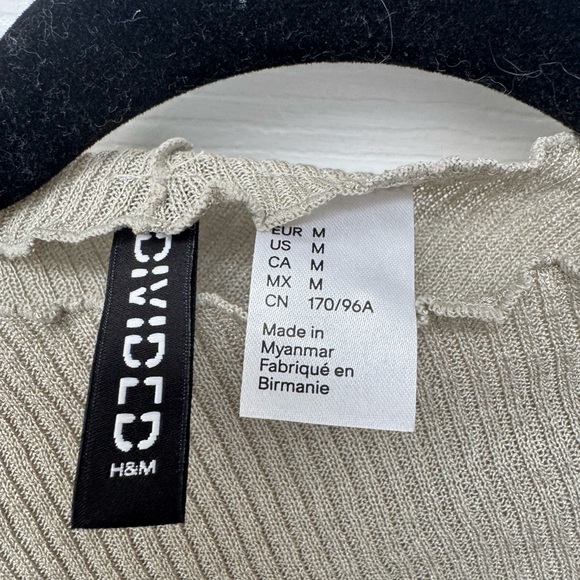 DIVIDED
H&M
EUR M
US M
CA M
MX M
CN 170/96A
Made in
Myanmar
Fabriqué en
Birmanie